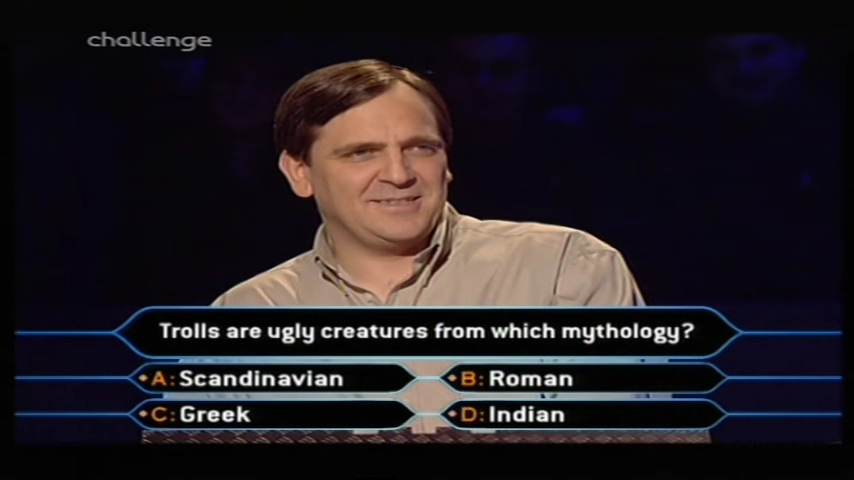 challenge
Trolls are ugly creatures from which mythology?
A: Scandinavian
B: Roman
C: Greek
D: Indian